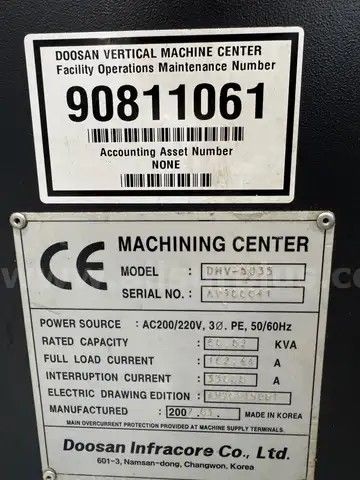 DOOSAN VERTICAL MACHINE CENTER
Facility Operations Maintenance Number
90811061
Accounting Asset Number
NONE
CE MACHINING CENTER
MODEL :
SERIAL NO. :
POWER SOURCE : AC200/220V, 3Ø. PE, 50/60Hz
RATED CAPACITY : KVA
FULL LOAD CURRENT : A
INTERRUPTION CURRENT : A
ELECTRIC DRAWING EDITION :
MANUFACTURED : MADE IN KOREA
MAIN OVERCURRENT PROTECTION PROVIDED AT MACHINE SUPPLY TERMINALS.
Doosan Infracore Co., Ltd.
601-3, Namsan-dong, Changwon, Korea